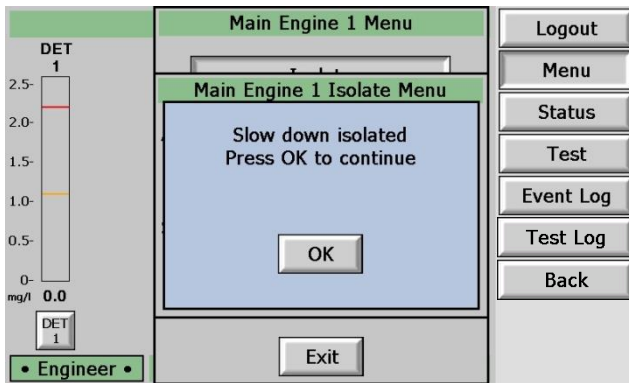 Main Engine 1 Menu
DET
1
2.5-
2.0-
1.5-
1.0-
0.5-
0-
mg/l 0.0
DET
1
• Engineer •
Main Engine 1 Isolate Menu
Slow down isolated
Press OK to continue
OK
Exit
Logout
Menu
Status
Test
Event Log
Test Log
Back